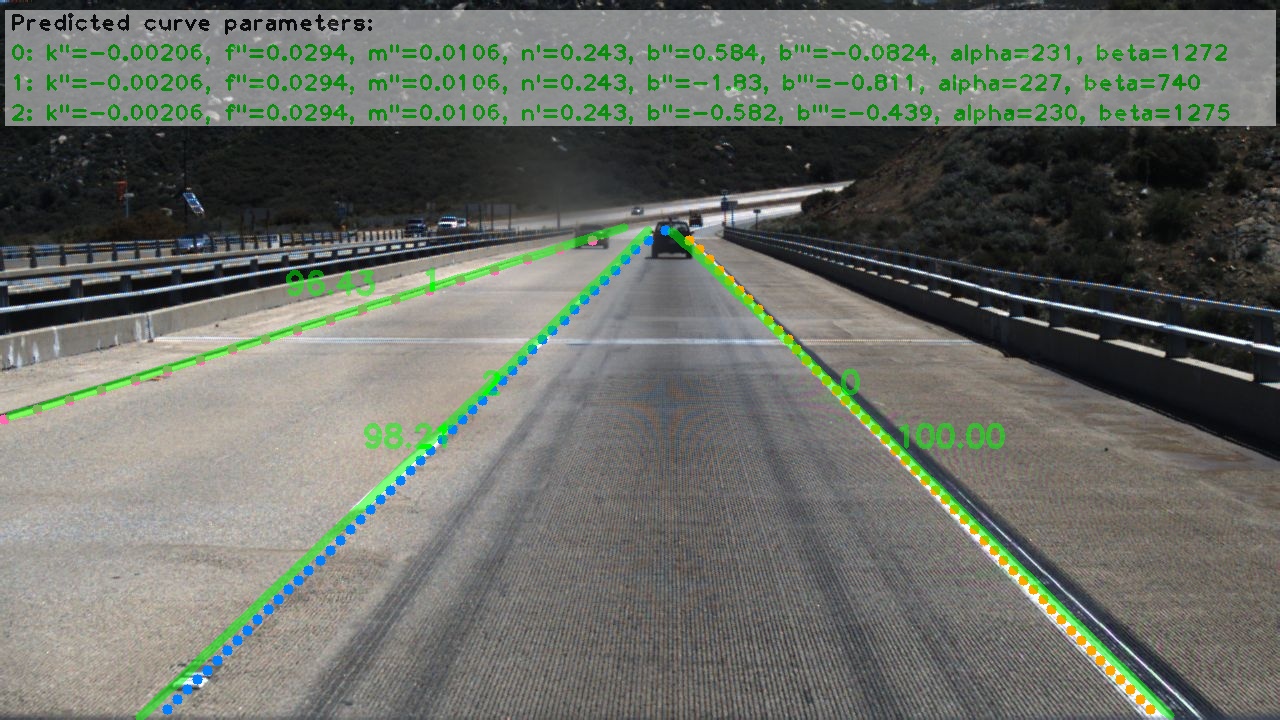 Predicted curve parameters:
0: k''=-0.00206, f''=0.0294, m''=0.0106, n'=0.243, b''=0.584, b'''=-0.0824, alpha=231, beta=1272
1: k''=-0.00206, f''=0.0294, m''=0.0106, n'=0.243, b''=-1.83, b'''=-0.811, alpha=227, beta=740
2: k''=-0.00206, f''=0.0294, m''=0.0106, n'=0.243, b''=-0.582, b'''=-0.439, alpha=230, beta=1275
98.43 1
2 0
98.21 100.00